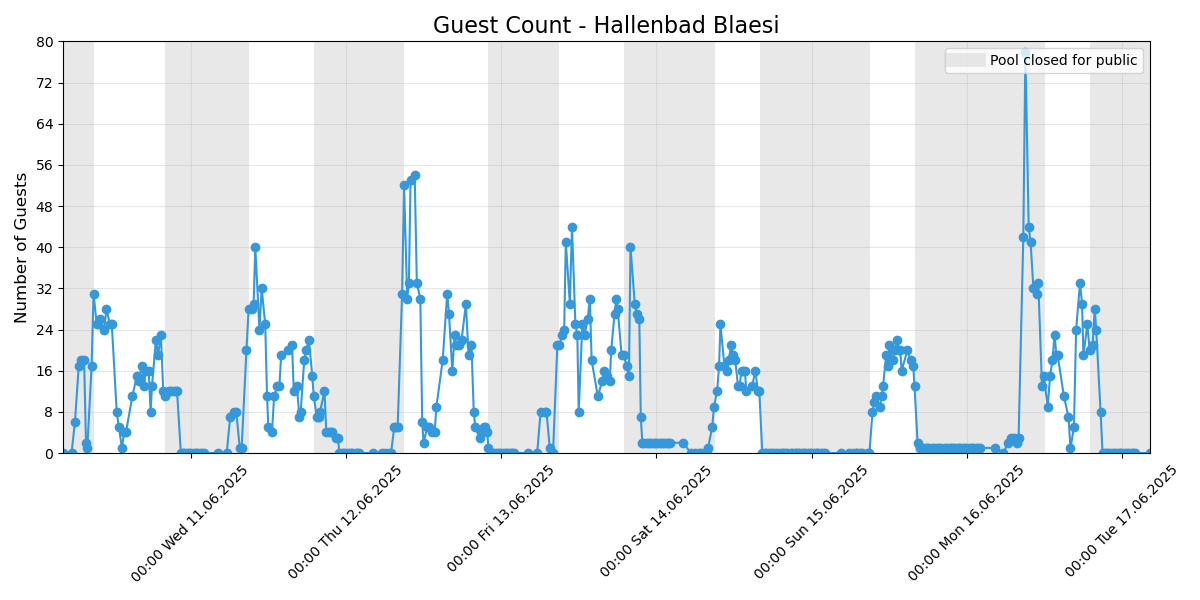 Guest Count - Hallenbad Blaesi
Pool closed for public
Number of Guests
80
72
64
56
48
40
32
24
16
8
0
00:00 Wed 11.06.2025
00:00 Thu 12.06.2025
00:00 Fri 13.06.2025
00:00 Sat 14.06.2025
00:00 Sun 15.06.2025
00:00 Mon 16.06.2025
00:00 Tue 17.06.2025